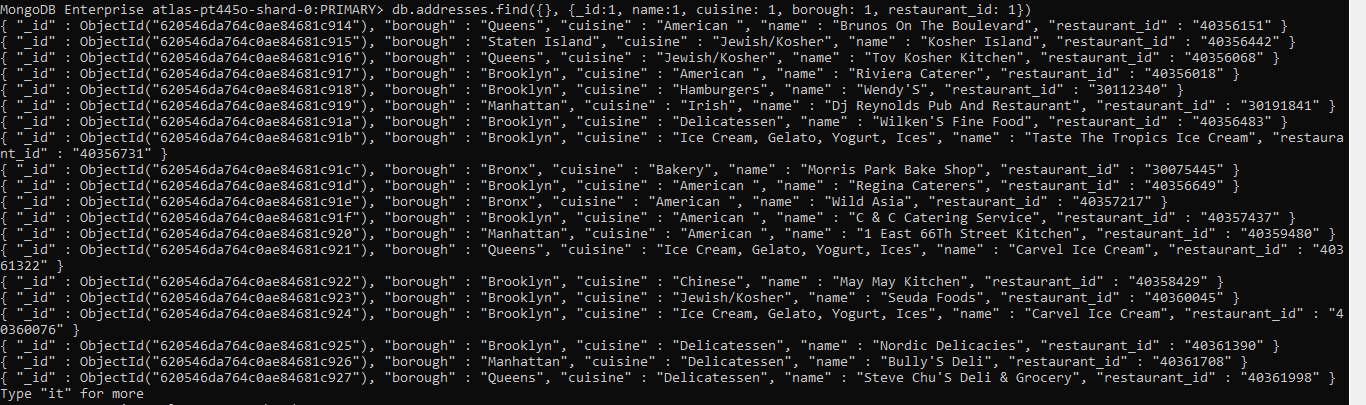 MongoDB Enterprise atlas-pt445o-shard-0:PRIMARY> db.addresses.find({}, {_id:1, name:1, cuisine: 1, borough: 1, restaurant_id: 1})
{ "_id" : ObjectId("620546da764c0ae84681c914"), "borough" : "Queens", "cuisine" : "American ", "name" : "Brunos On The Boulevard", "restaurant_id" : "40356151" }
{ "_id" : ObjectId("620546da764c0ae84681c915"), "borough" : "Staten Island", "cuisine" : "Jewish/Kosher", "name" : "Kosher Island", "restaurant_id" : "40356442" }
{ "_id" : ObjectId("620546da764c0ae84681c916"), "borough" : "Queens", "cuisine" : "Jewish/Kosher", "name" : "Tov Kosher Kitchen", "restaurant_id" : "40356068" }
{ "_id" : ObjectId("620546da764c0ae84681c917"), "borough" : "Brooklyn", "cuisine" : "American ", "name" : "Riviera Caterer", "restaurant_id" : "40356018" }
{ "_id" : ObjectId("620546da764c0ae84681c918"), "borough" : "Brooklyn", "cuisine" : "Hamburgers", "name" : "Wendy'S", "restaurant_id" : "30112340" }
{ "_id" : ObjectId("620546da764c0ae84681c919"), "borough" : "Manhattan", "cuisine" : "Irish", "name" : "Dj Reynolds Pub And Restaurant", "restaurant_id" : "30191841" }
{ "_id" : ObjectId("620546da764c0ae84681c91a"), "borough" : "Brooklyn", "cuisine" : "Delicatessen", "name" : "Wilken'S Fine Food", "restaurant_id" : "40356483" }
{ "_id" : ObjectId("620546da764c0ae84681c91b"), "borough" : "Brooklyn", "cuisine" : "Ice Cream, Gelato, Yogurt, Ices", "name" : "Taste The Tropics Ice Cream", "restaura
nt_id" : "40356731" }
{ "_id" : ObjectId("620546da764c0ae84681c91c"), "borough" : "Bronx", "cuisine" : "Bakery", "name" : "Morris Park Bake Shop", "restaurant_id" : "30075445" }
{ "_id" : ObjectId("620546da764c0ae84681c91d"), "borough" : "Brooklyn", "cuisine" : "American ", "name" : "Regina Caterers", "restaurant_id" : "40356649" }
{ "_id" : ObjectId("620546da764c0ae84681c91e"), "borough" : "Bronx", "cuisine" : "American ", "name" : "Wild Asia", "restaurant_id" : "40357217" }
{ "_id" : ObjectId("620546da764c0ae84681c91f"), "borough" : "Brooklyn", "cuisine" : "American ", "name" : "C & C Catering Service", "restaurant_id" : "40357437" }
{ "_id" : ObjectId("620546da764c0ae84681c920"), "borough" : "Manhattan", "cuisine" : "American ", "name" : "1 East 66Th Street Kitchen", "restaurant_id" : "40359480" }
{ "_id" : ObjectId("620546da764c0ae84681c921"), "borough" : "Queens", "cuisine" : "Ice Cream, Gelato, Yogurt, Ices", "name" : "Carvel Ice Cream", "restaurant_id" : "403
61322" }
{ "_id" : ObjectId("620546da764c0ae84681c922"), "borough" : "Brooklyn", "cuisine" : "Chinese", "name" : "May May Kitchen", "restaurant_id" : "40358429" }
{ "_id" : ObjectId("620546da764c0ae84681c923"), "borough" : "Brooklyn", "cuisine" : "Jewish/Kosher", "name" : "Seuda Foods", "restaurant_id" : "40360045" }
{ "_id" : ObjectId("620546da764c0ae84681c924"), "borough" : "Brooklyn", "cuisine" : "Ice Cream, Gelato, Yogurt, Ices", "name" : "Carvel Ice Cream", "restaurant_id" : "4
0360076" }
{ "_id" : ObjectId("620546da764c0ae84681c925"), "borough" : "Brooklyn", "cuisine" : "Delicatessen", "name" : "Nordic Delicacies", "restaurant_id" : "40361390" }
{ "_id" : ObjectId("620546da764c0ae84681c926"), "borough" : "Manhattan", "cuisine" : "Delicatessen", "name" : "Bully'S Deli", "restaurant_id" : "40361708" }
{ "_id" : ObjectId("620546da764c0ae84681c927"), "borough" : "Queens", "cuisine" : "Delicatessen", "name" : "Steve Chu'S Deli & Grocery", "restaurant_id" : "40361998" }
Type "it" for more